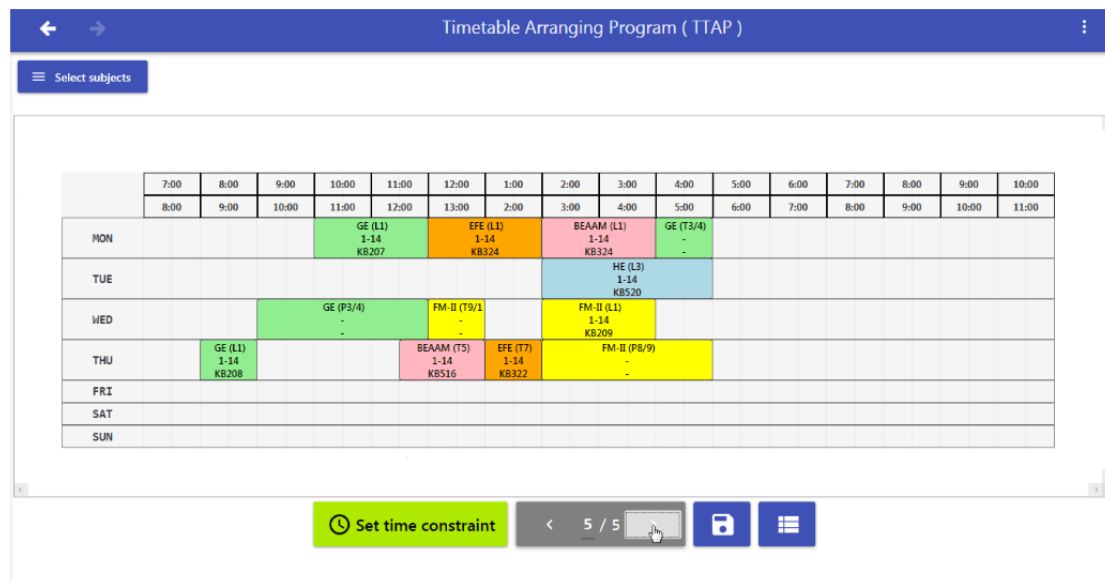 Timetable Arranging Program ( TTAP )
Select subjects
7:00 8:00 9:00 10:00 11:00 12:00 1:00 2:00 3:00 4:00 5:00 6:00 7:00 8:00 9:00 10:00
8:00 9:00 10:00 11:00 12:00 13:00 2:00 3:00 4:00 5:00 6:00 7:00 8:00 9:00 10:00 11:00
MON
GE (L1)
1-14
KB207
EFE (L1)
1-14
KB324
BEAAM (L1)
1-14
KB324
GE (T3/4)
-
-
TUE
HE (L3)
1-14
KB520
WED
GE (P3/4)
-
-
FM-II (T9/1
-
-
FM-II (L1)
1-14
KB209
THU
GE (L1)
1-14
KB208
BEAAM (T5)
1-14
KB516
EFE (T7)
1-14
KB322
FM-II (P8/9)
-
-
FRI
SAT
SUN
Set time constraint
5 / 5